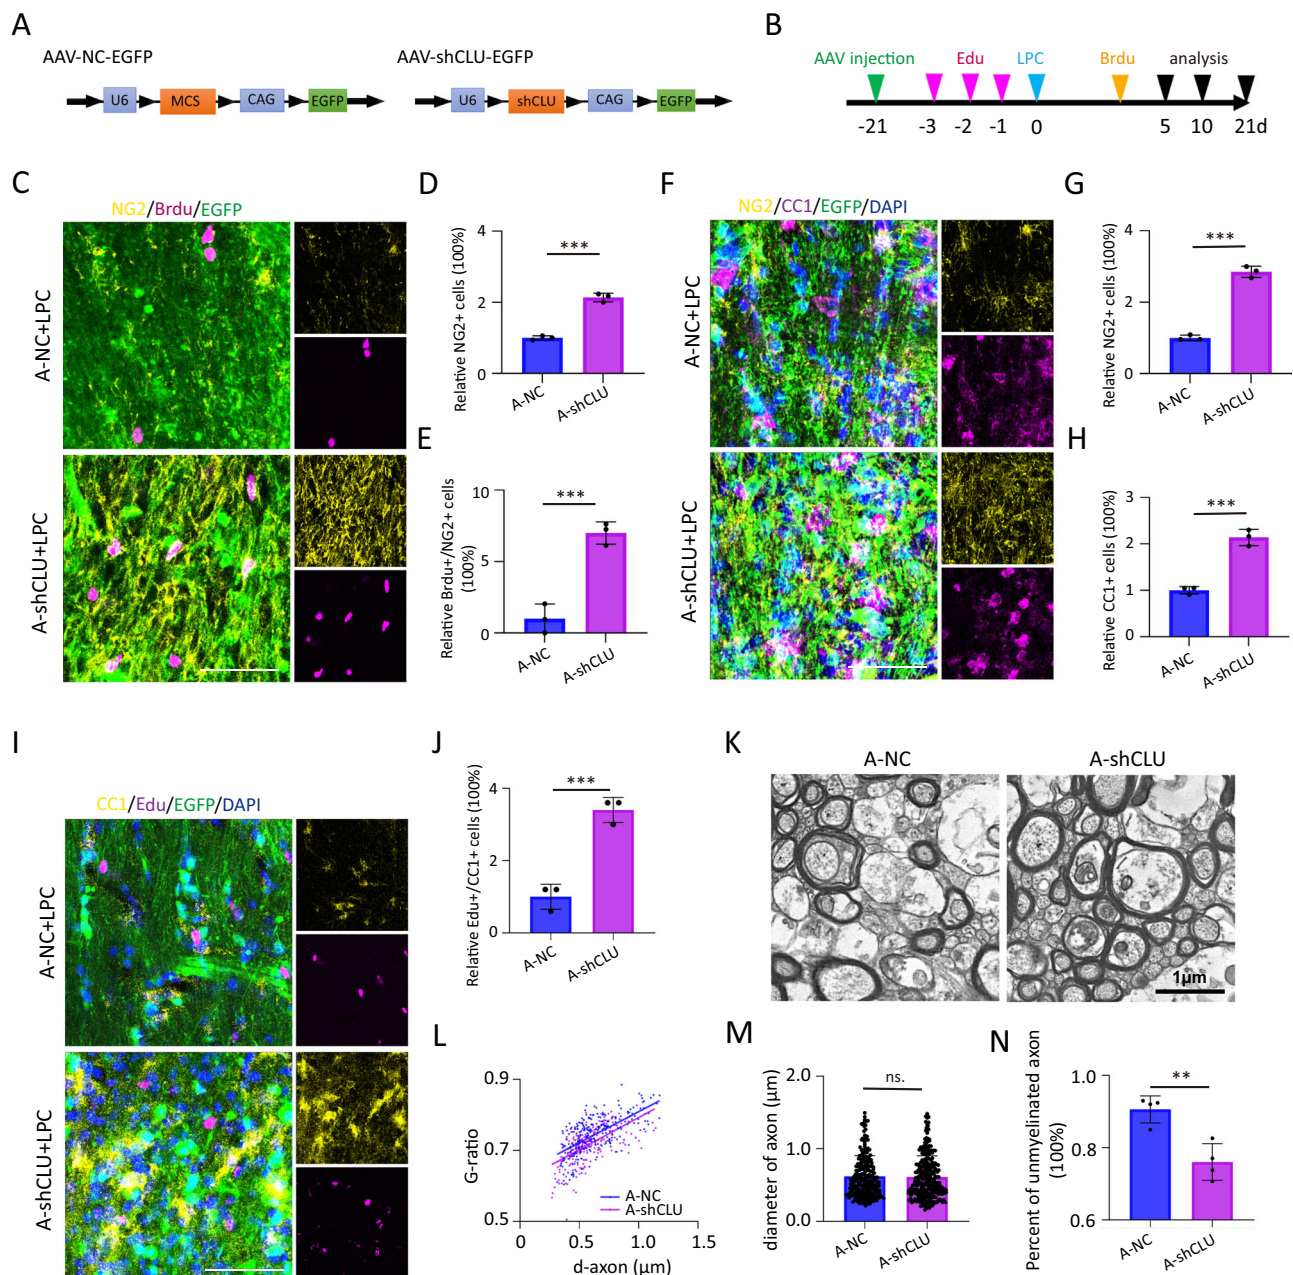 A
AAV-NC-EGFP
AAV-shCLU-EGFP
U6 MCS CAG EGFP
U6 shCLU CAG EGFP
B
AAV injection Edu LPC Brdu analysis
-21 -3 -2 -1 0 5 10 21d
C
NG2/Brdu/EGFP
A-NC+LPC
A-shCLU+LPC
D
Relative NG2+ cells (100%)
4
2
0
***
A-NC
A-shCLU
E
Relative Brdu+/NG2+ cells
(100%)
10
5
0
***
A-NC
A-shCLU
F
NG2/CC1/EGFP/DAPI
A-NC+LPC
A-shCLU+LPC
G
Relative NG2+ cells (100%)
4
2
0
***
A-NC
A-shCLU
H
Relative CC1+ cells (100%)
3
2
1
0
***
A-NC
A-shCLU
I
CC1/Edu/EGFP/DAPI
A-NC+LPC
A-shCLU+LPC
J
Relative Edu+/CC1+ cells (100%)
4
2
0
***
A-NC
A-shCLU
K
A-NC
A-shCLU
1μm
L
G-ratio
0.9
0.7
0.5
A-NC
A-shCLU
0 0.5 1.0 1.5
d-axon (μm)
M
diameter of axon (μm)
2.0
1.0
0.0
ns.
A-NC
A-shCLU
N
Percent of unmyelinated axon
(100%)
1.0
0.8
0.6
**
A-NC
A-shCLU